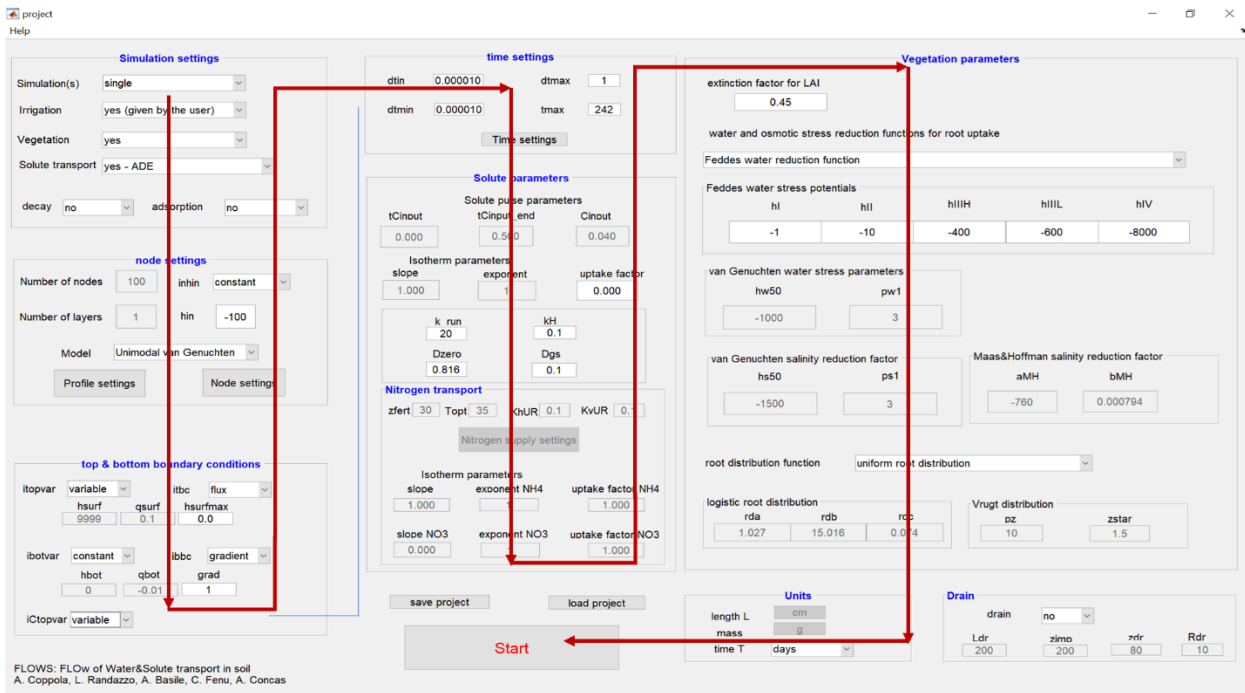 project
Help
Simulation settings
Simulation(s) single
Irrigation yes (given by the user)
Vegetation yes
Solute transport yes - ADE
decay no adsorption no
node settings
Number of nodes 100 inhin constant
Number of layers 1 hin -100
Model Unimodal van Genuchten
Profile settings Node settings
top & bottom boundary conditions
itopvar variable itbc flux
hsurf qsurf hsurfmax
9999 0.1 0.0
ibotvar constant ibbc gradient
hbot qbot grad
0 -0.01 1
iCtopvar variable
FLOWS: FLOw of Water&Solute transport in soil
A. Coppola, L. Randazzo, A. Basile, C. Fenu, A. Concas
time settings
dtin 0.000010 dtmax 1
dtmin 0.000010 tmax 242
Time settings
Solute parameters
Solute pulse parameters
tCinput tCinput_end Cinput
0.000 0.500 0.040
Isotherm parameters
slope exponent uptake factor
1.000 1 0.000
k_run kH
20 0.1
Dzero Dgs
0.816 0.1
Nitrogen transport
zfert 30 Topt 35 KhUR 0.1 KvUR 0.1
Nitrogen supply settings
Isotherm parameters
slope exponent NH4 uptake factor NH4
1.000 1.000
slope NO3 exponent NO3 uptake factor NO3
0.000 1.000
save project load project
Start
Vegetation parameters
extinction factor for LAI
0.45
water and osmotic stress reduction functions for root uptake
Feddes water reduction function
Feddes water stress potentials
hI hII hIIIH hIIIL hIV
-1 -10 -400 -600 -8000
van Genuchten water stress parameters
hw50 pw1
-1000 3
van Genuchten salinity reduction factor
hs50 ps1
-1500 3
Maas&Hoffman salinity reduction factor
aMH bMH
-760 0.000794
root distribution function uniform root distribution
logistic root distribution
rda rdb rdc
1.027 15.016 0.074
Vrugt distribution
pz zstar
10 1.5
Units
length L cm
mass g
time T days
Drain
drain no
Ldr zimp zdr Rdr
200 200 80 10